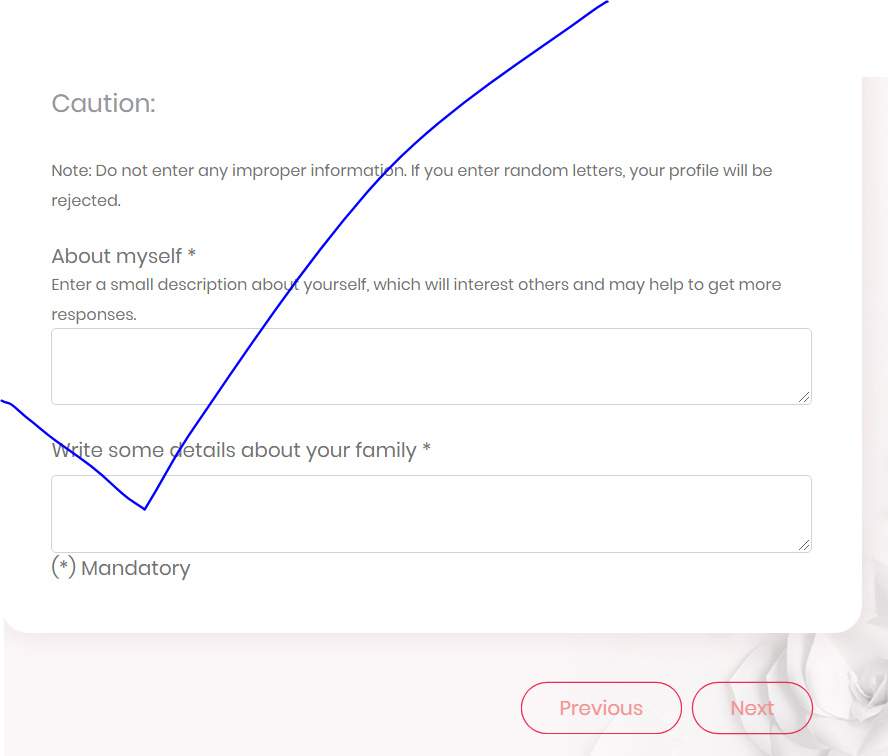 Caution:
Note: Do not enter any improper information. If you enter random letters, your profile will be
rejected.
About myself *
Enter a small description about yourself, which will interest others and may help to get more
responses.
Write some details about your family *
(*) Mandatory
Previous Next